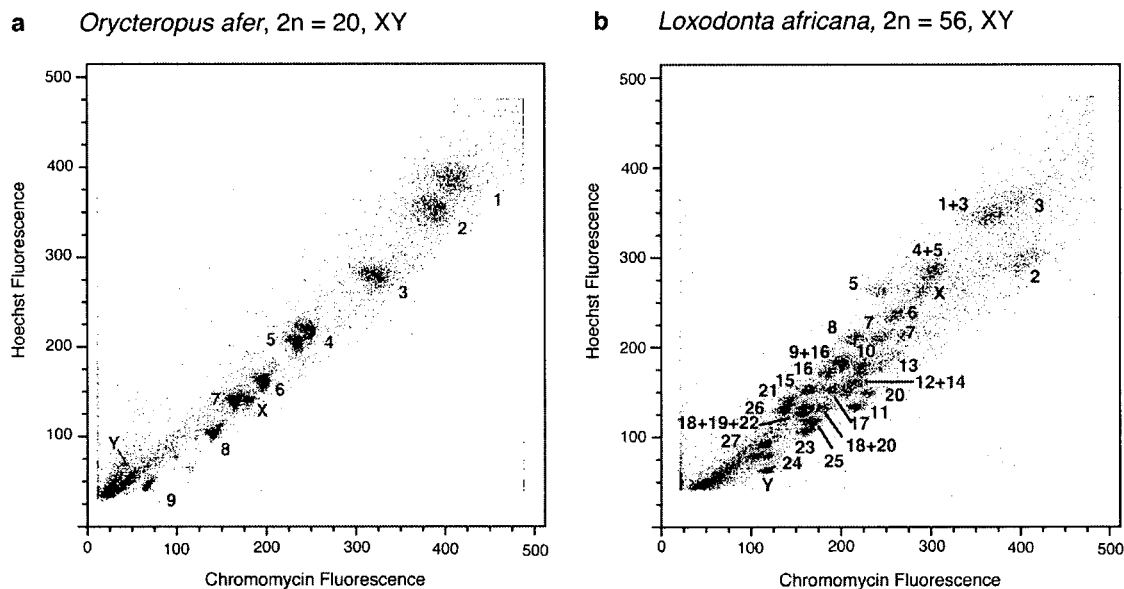 a Orycteropus afer, 2n = 20, XY
Hoechst Fluorescence
500
400
300
200
100
0
0 100 200 300 400 500
Chromomycin Fluorescence
1
2
3
5 4
6
7
X
8
Y
9
b Loxodonta africana, 2n = 56, XY
Hoechst Fluorescence
500
400
300
200
100
0 100 200 300 400 500
Chromomycin Fluorescence
1+3 3
4+5
2
5 X
6
8 7 7
9+16 10
16 13
15 12+14
21 20
26 11
18+19+22 17
18+20
27 23
24 25
Y